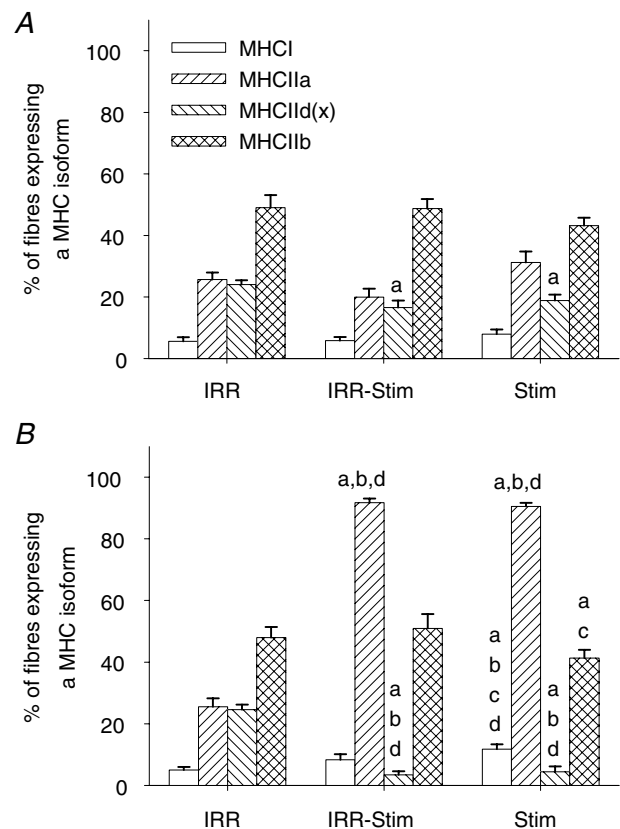 A
100
80
60
40
20
0
% of fibres expressing
a MHC isoform
MHCI
MHCIIa
MHCIId(x)
MHCIIb
a
a
IRR
IRR-Stim
Stim
B
100
80
60
40
20
0
% of fibres expressing
a MHC isoform
a,b,d
a
b
d
a
b
c
d
a,b,d
a
b
d
a
c
IRR
IRR-Stim
Stim